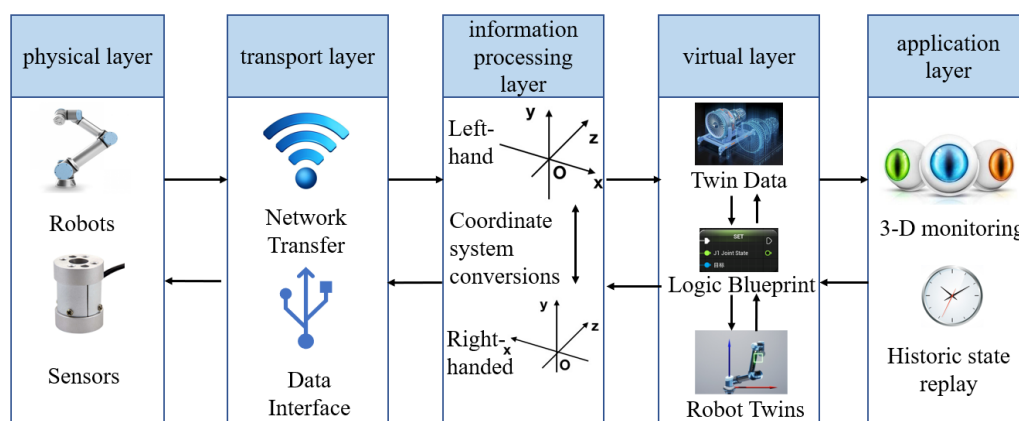 physical layer
transport layer
information
processing
layer
virtual layer
application
layer
Robots
Sensors
Network
Transfer
Data
Interface
Left-
hand
y
z
x
O
Coordinate
system
conversions
Right-
handed
y
z
x
O
Twin Data
SET
J1 Joint State
目标
Logic Blueprint
Robot Twins
3-D monitoring
Historic state
replay